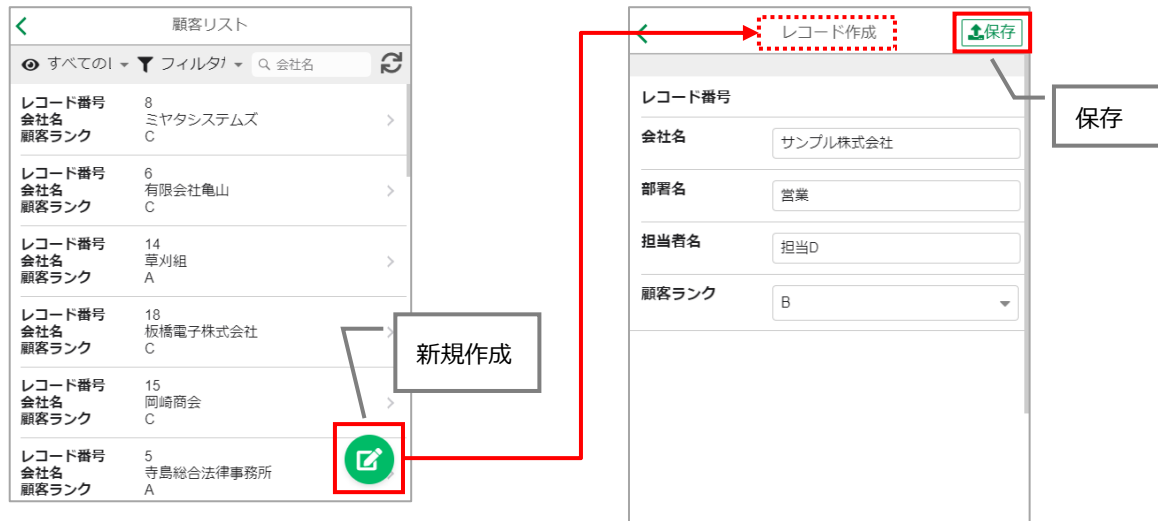 顧客リスト
すべてのl フィルタナ 会社名
レコード番号 8
会社名 ミヤタシステムズ
顧客ランク C
レコード番号 6
会社名 有限会社亀山
顧客ランク C
レコード番号 14
会社名 草刈組
顧客ランク A
レコード番号 18
会社名 板橋電子株式会社
顧客ランク C
レコード番号 15
会社名 岡崎商会
顧客ランク C
レコード番号 5
会社名 寺島総合法律事務所
顧客ランク A
新規作成
レコード作成 保存
レコード番号
会社名 サンプル株式会社
部署名 営業
担当者名 担当D
顧客ランク B
保存